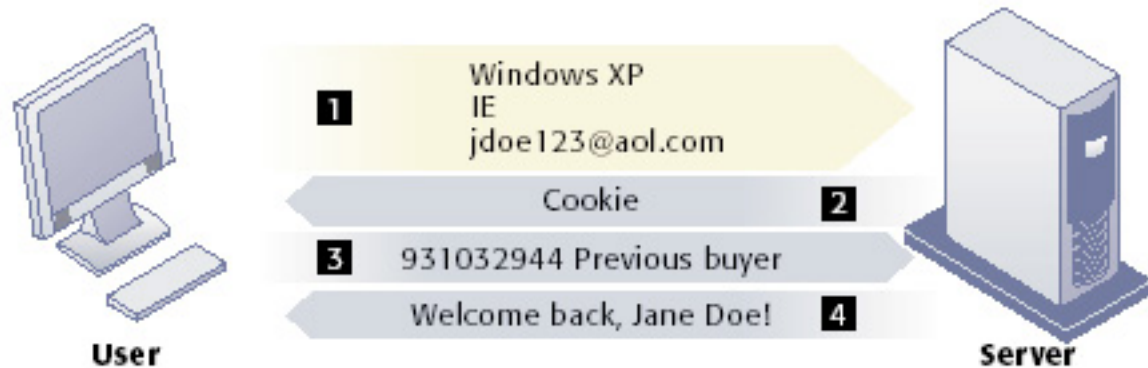 1
Windows XP
IE
jdoe123@aol.com
Cookie 2
3 931032944 Previous buyer
Welcome back, Jane Doe! 4
User
Server